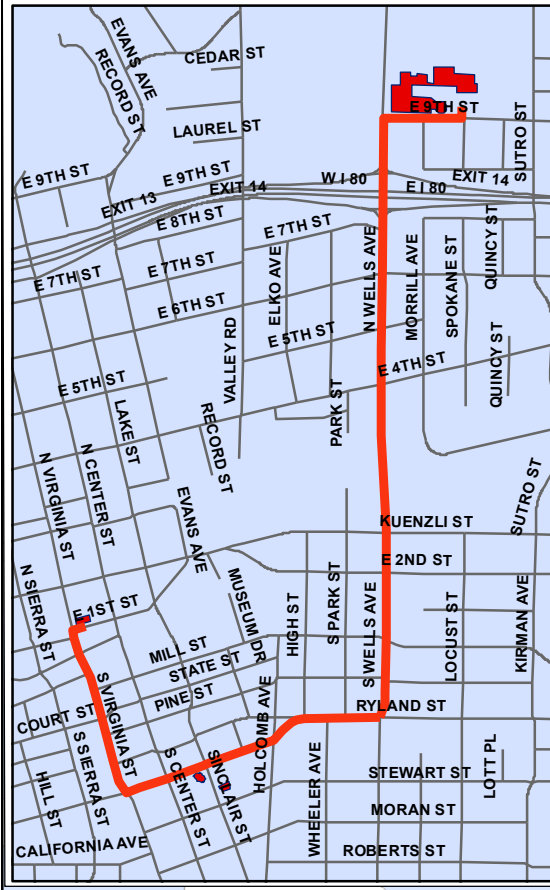 EVANS AVE
RECORD ST
CEDAR ST
LAUREL ST
E 9TH ST
SUTRO ST
E 9TH ST
E 9TH ST
EXIT 13
EXIT 14
W I 80
E I 80
EXIT 14
E 8TH ST
E 7TH ST
N WELLS AVE
MORRILL AVE
SPOKANE ST
QUINCY ST
E 7TH ST
E 7TH ST
ELKO AVE
E 6TH ST
E 5TH ST
VALLEY RD
E 4TH ST
QUINCY ST
E 5TH ST
PARK ST
LAKE ST
RECORD ST
N CENTER ST
N VIRGINIA ST
EVANS AVE
SUTRO ST
KUENZLI ST
E 2ND ST
N SIERRA ST
E 1ST ST
MUSEUM DR
HIGH ST
S PARK ST
S WELLS AVE
LOCUST ST
KIRMAN AVE
MILL ST
STATE ST
PINE ST
COURT ST
S VIRGINIA ST
HOLCOMB AVE
RYLAND ST
S SIERRA ST
S CENTER ST
SINCLAIR ST
WHEELER AVE
LOTT PL
HILL ST
STEWART ST
MORAN ST
CALIFORNIA AVE
ROBERTS ST